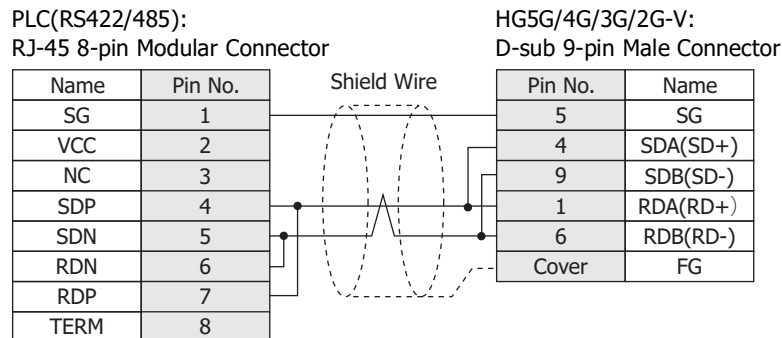 PLC(RS422/485):
RJ-45 8-pin Modular Connector
HG5G/4G/3G/2G-V:
D-sub 9-pin Male Connector
Name Pin No. Shield Wire Pin No. Name
SG 1 5 SG
VCC 2 4 SDA(SD+)
NC 3 9 SDB(SD-)
SDP 4 1 RDA(RD+)
SDN 5 6 RDB(RD-)
RDN 6 Cover FG
RDP 7
TERM 8